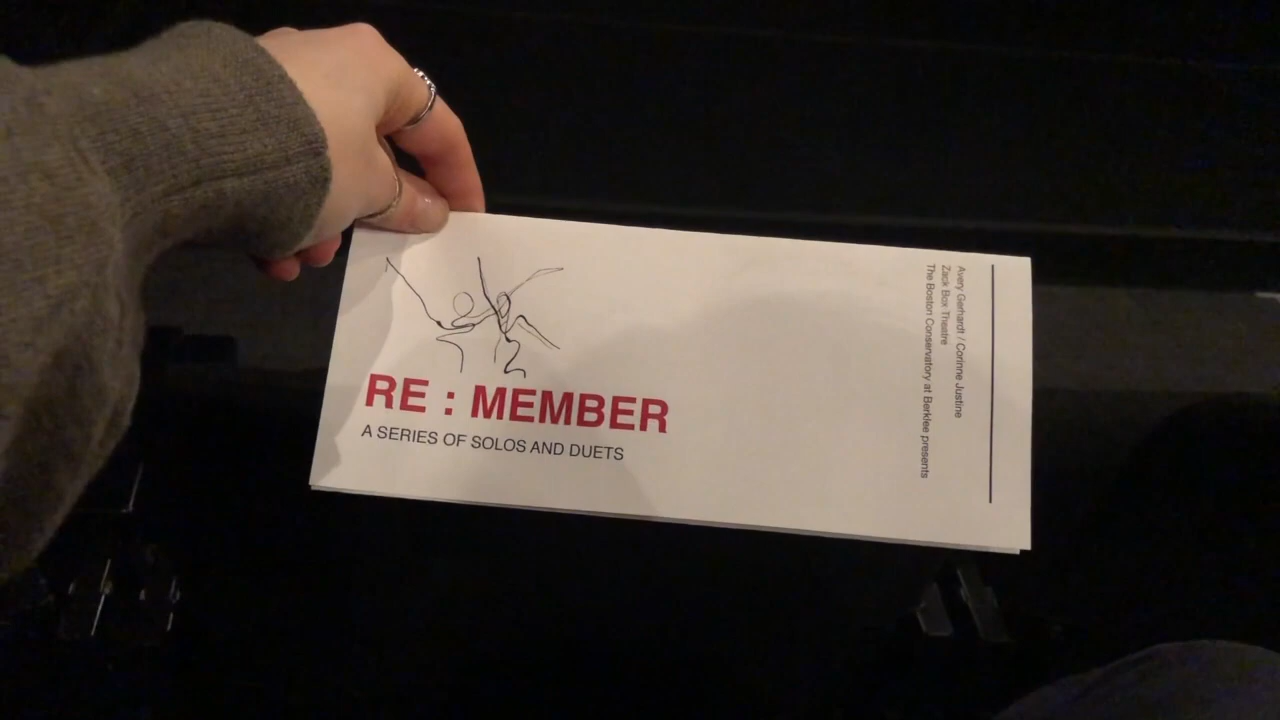 RE : MEMBER
A SERIES OF SOLOS AND DUETS
Avery Gerhardt / Corinne Justine
Zack Box Theatre
The Boston Conservatory at Berklee presents